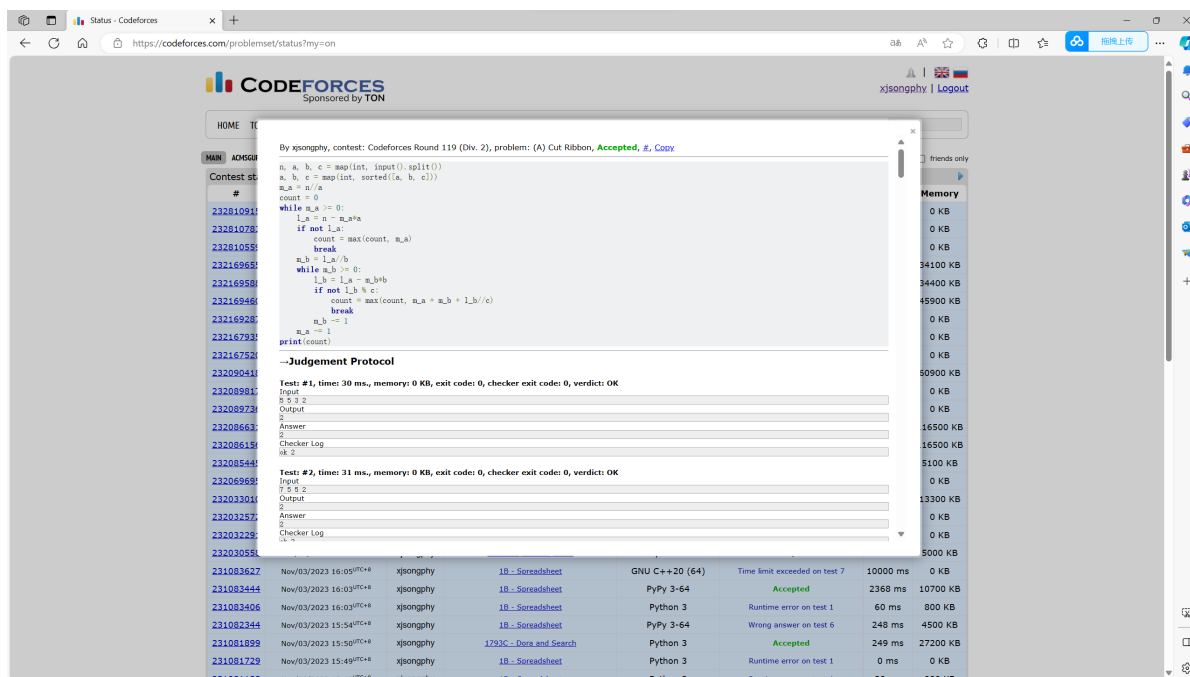 Status - Codeforces
https://codeforces.com/problemset/status?my=on
拖拽上传
CODEFORCES
Sponsored by TON
xjsongphy | Logout
HOME
MAIN
friends only
Contest
#
Memory
By xjsongphy, contest: Codeforces Round 119 (Div. 2), problem: (A) Cut Ribbon, Accepted, #, Copy
n, a, b, c = map(int, input().split())
a, b, c = map(int, sorted([a, b, c]))
m_a = n//a
count = 0
while m_a >= 0:
    l_a = n - m_a*a
    if not l_a:
        count = max(count, m_a)
        break
    m_b = l_a//b
    while m_b >= 0:
        l_b = l_a - m_b*b
        if not l_b % c:
            count = max(count, m_a + m_b + l_b//c)
            break
        m_b -= 1
    m_a -= 1
print(count)
→Judgement Protocol
Test: #1, time: 30 ms., memory: 0 KB, exit code: 0, checker exit code: 0, verdict: OK
Input
5 5 3 2
Output
2
Answer
2
Checker Log
ok 2
Test: #2, time: 31 ms., memory: 0 KB, exit code: 0, checker exit code: 0, verdict: OK
Input
7 5 5 2
Output
2
Answer
2
Checker Log
0 KB
0 KB
0 KB
34100 KB
34400 KB
45900 KB
0 KB
0 KB
0 KB
0 KB
0 KB
16500 KB
16500 KB
5100 KB
0 KB
13300 KB
0 KB
0 KB
5000 KB
231083627 Nov/03/2023 16:05UTC+8 xjsongphy 1B - Spreadsheet GNU C++20 (64) Time limit exceeded on test 7 10000 ms 0 KB
231083444 Nov/03/2023 16:03UTC+8 xjsongphy 1B - Spreadsheet PyPy 3-64 Accepted 2368 ms 10700 KB
231083406 Nov/03/2023 16:03UTC+8 xjsongphy 1B - Spreadsheet Python 3 Runtime error on test 1 60 ms 800 KB
231082344 Nov/03/2023 15:54UTC+8 xjsongphy 1B - Spreadsheet PyPy 3-64 Wrong answer on test 6 248 ms 4500 KB
231081899 Nov/03/2023 15:50UTC+8 xjsongphy 1793C - Dora and Search Python 3 Accepted 249 ms 27200 KB
231081729 Nov/03/2023 15:49UTC+8 xjsongphy 1B - Spreadsheet Python 3 Runtime error on test 1 0 ms 0 KB